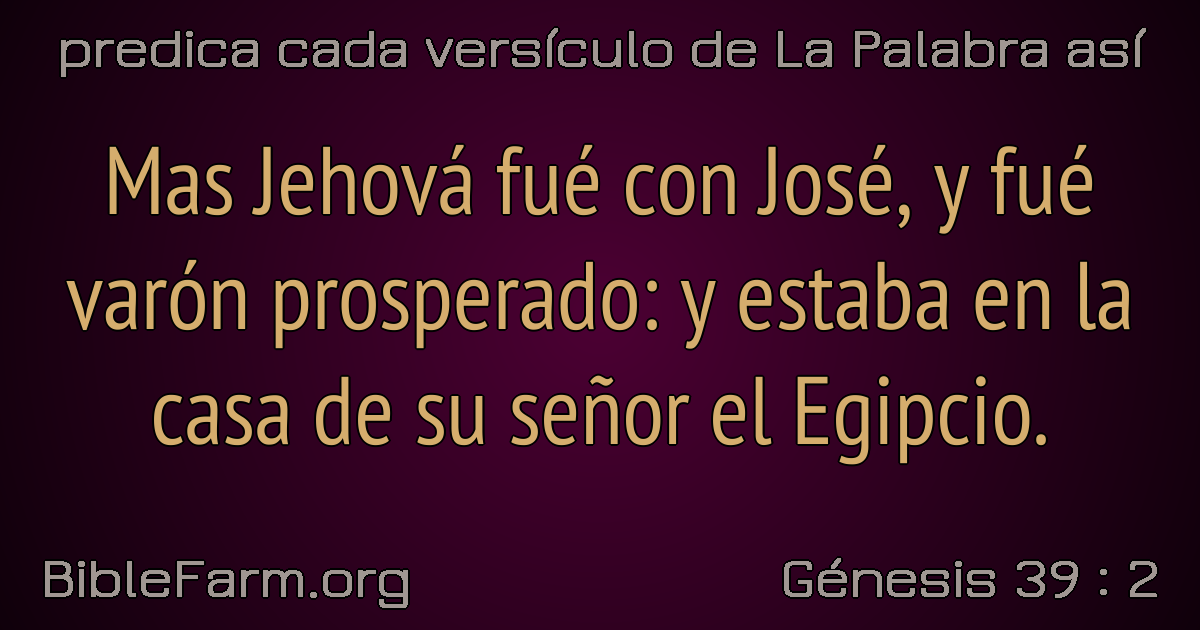 predica cada versículo de La Palabra así
Mas Jehová fué con José, y fué
varón prosperado: y estaba en la
casa de su señor el Egipcio.
BibleFarm.org
Génesis 39 : 2